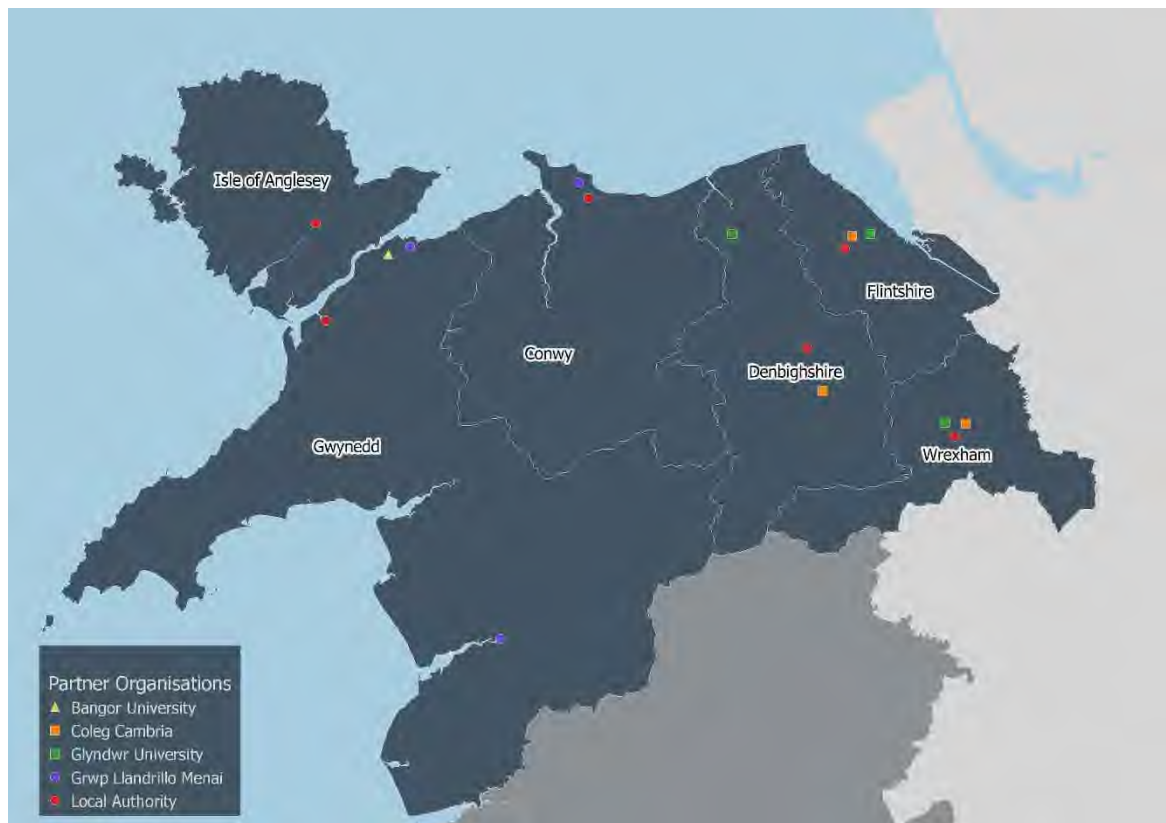 Isle of Anglesey
Flintshire
Conwy
Denbighshire
Gwynedd
Wrexham
Partner Organisations
Bangor University
Coleg Cambria
Glyndwr University
Grwp Llandrillo Menai
Local Authority